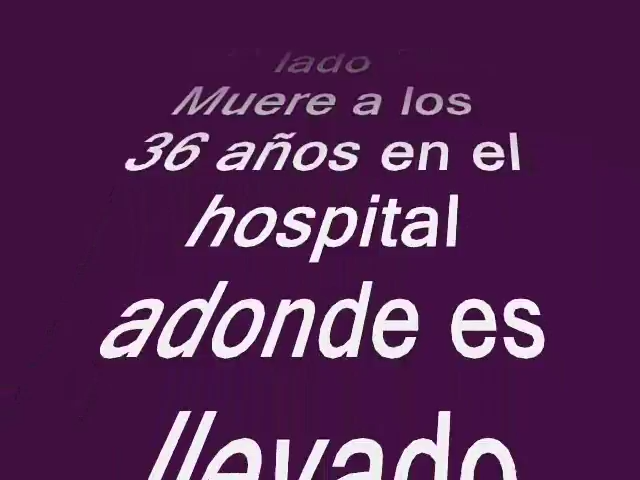 lado
Muere a los
36 años en el
hospital
adonde es
llevado